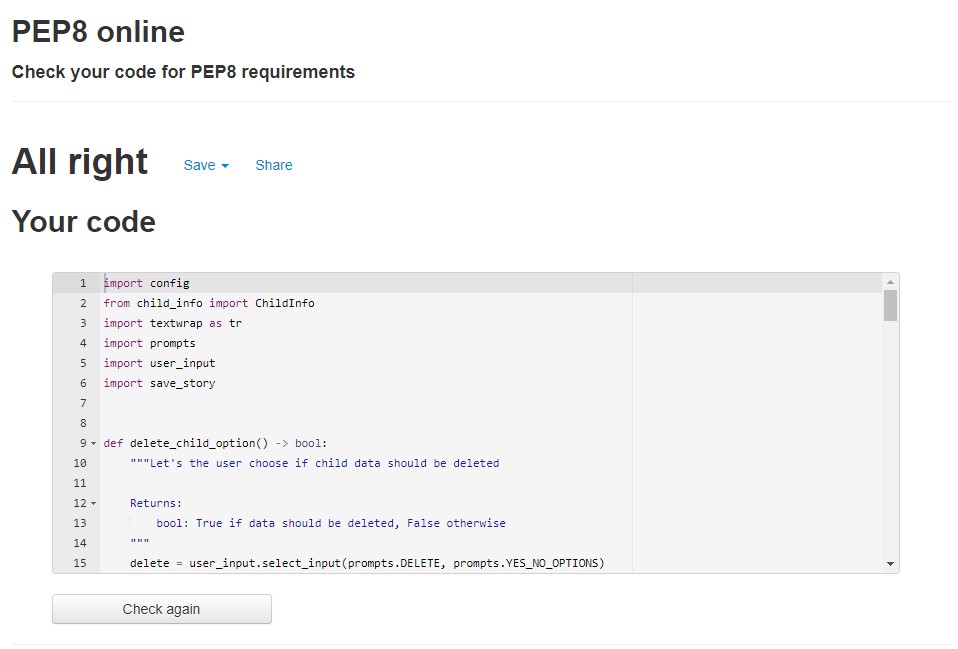 PEP8 online
Check your code for PEP8 requirements
All right Save Share
Your code
1 import config
2 from child_info import ChildInfo
3 import textwrap as tr
4 import prompts
5 import user_input
6 import save_story
7
8
9 def delete_child_option() -> bool:
10 """Let's the user choose if child data should be deleted
11
12 Returns:
13 bool: True if data should be deleted, False otherwise
14 """
15 delete = user_input.select_input(prompts.DELETE, prompts.YES_NO_OPTIONS)
Check again